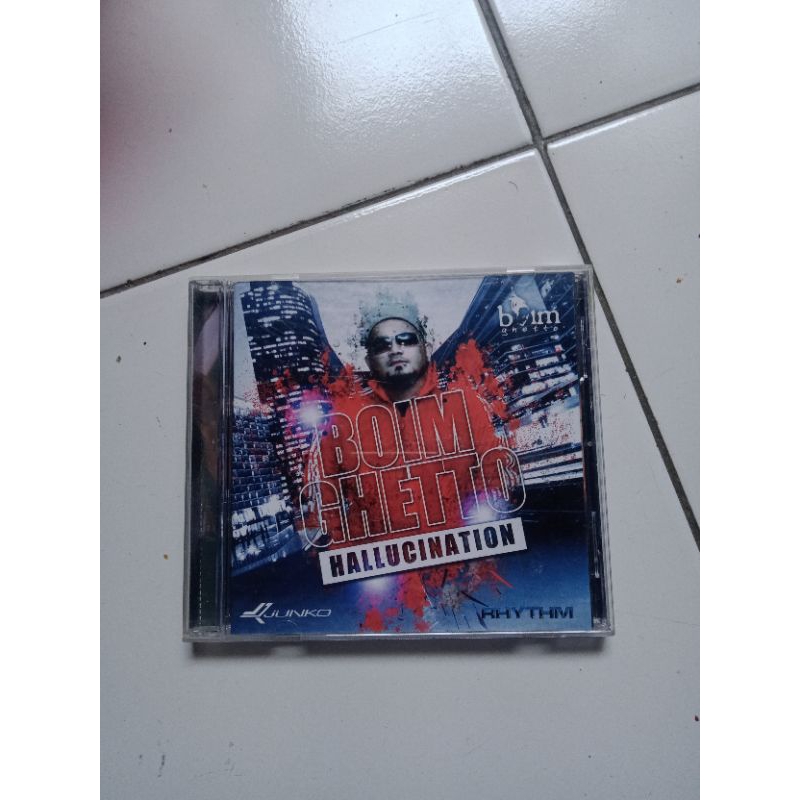 boim
ghetto
BOIM
GHETTO
HALLUCINATION
JUNKO
RHYTHM